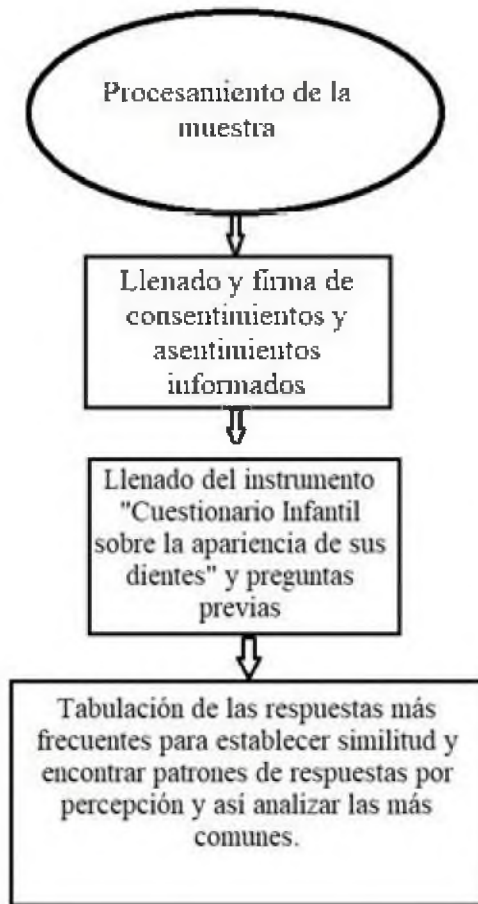 Procesamiento de la
muestra
Llenado y firma de
consentimientos y
asentimientos
informados
Llenado del instrumento
"Cuestionario Infantil
sobre la apariencia de sus
dientes" y preguntas
previas
Tabulación de las respuestas más
frecuentes para establecer similitud y
encontrar patrones de respuestas por
percepción y así analizar las más
comunes.